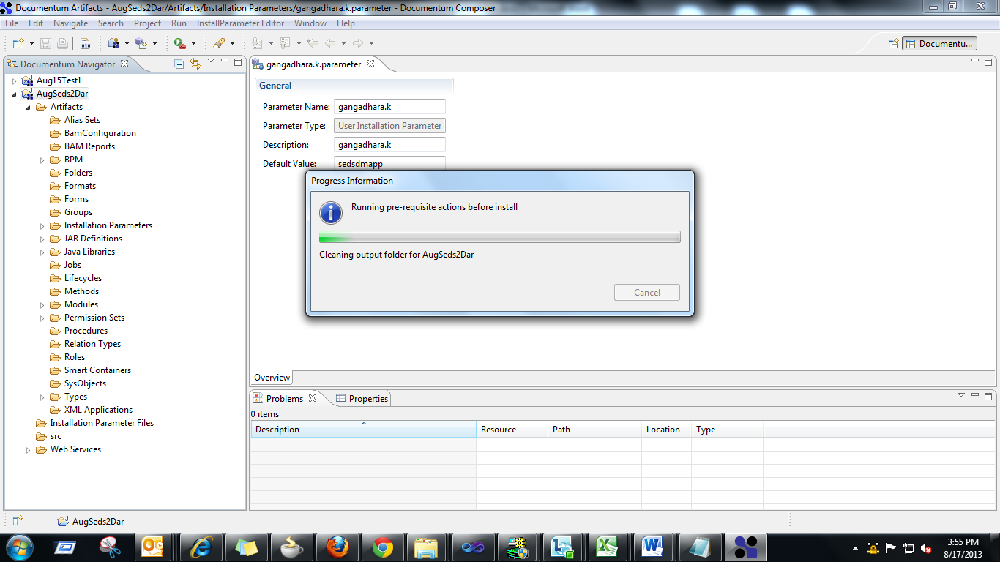 Documentum Artifacts - AugSeds2Dar/Artifacts/Installation Parameters/gangadhara.k.parameter - Documentum Composer
File Edit Navigate Search Project Run InstallParameter Editor Window Help
010
Documentu...
Documentum Navigator
Aug15Test1
AugSeds2Dar
Artifacts
Alias Sets
BamConfiguration
BAM Reports
BPM
Folders
Formats
Forms
Groups
Installation Parameters
JAR Definitions
Java Libraries
Jobs
Lifecycles
Methods
Modules
Permission Sets
Procedures
Relation Types
Roles
Smart Containers
SysObjects
Types
XML Applications
Installation Parameter Files
src
Web Services
gangadhara.k.parameter
General
Parameter Name: gangadhara.k
Parameter Type: User Installation Parameter
Description: gangadhara.k
Default Value: sedsdmapp
Progress Information
Running pre-requisite actions before install
Cleaning output folder for AugSeds2Dar
Cancel
Overview
Problems Properties
0 items
Description Resource Path Location Type
AugSeds2Dar
3:55 PM
8/17/2013